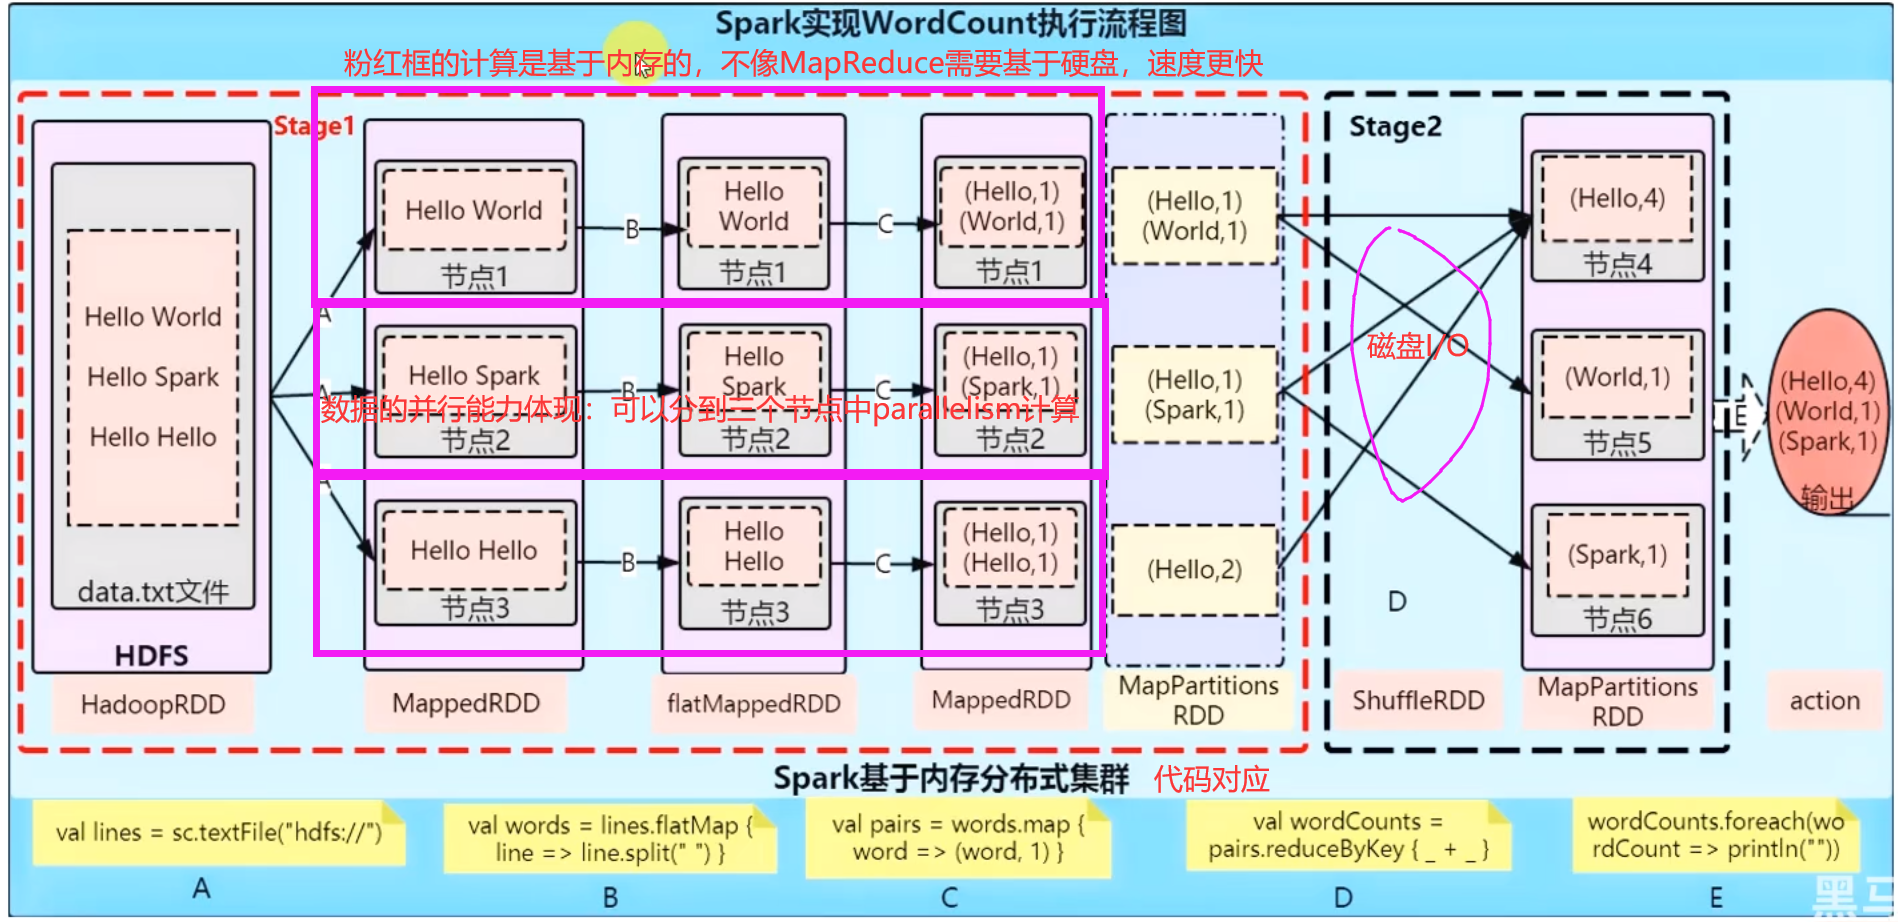 Spark实现WordCount执行流程图
粉红框的计算是基于内存的，不像MapReduce需要基于硬盘，速度更快
Stage1
Stage2
Hello World
Hello Spark
Hello Hello
data.txt文件
HDFS
HadoopRDD
A
A
Hello World
节点1
Hello Spark
节点2
Hello Hello
节点3
MappedRDD
B
B
B
Hello
World
节点1
Hello
Spark
节点2
Hello
Hello
节点3
flatMappedRDD
C
C
C
(Hello,1)
(World,1)
节点1
(Hello,1)
(Spark,1)
节点2
(Hello,1)
(Hello,1)
节点3
MappedRDD
数据的并行能力体现：可以分到三个节点中parallelism计算
(Hello,1)
(World,1)
(Hello,1)
(Spark,1)
(Hello,2)
MapPartitions
RDD
磁盘I/O
D
ShuffleRDD
(Hello,4)
节点4
(World,1)
节点5
(Spark,1)
节点6
MapPartitions
RDD
E
(Hello,4)
(World,1)
(Spark,1)
输出
action
Spark基于内存分布式集群
代码对应
val lines = sc.textFile("hdfs://")
A
val words = lines.flatMap {
line => line.split(" ") }
B
val pairs = words.map {
word => (word, 1) }
C
val wordCounts =
pairs.reduceByKey { _ + _ }
D
wordCounts.foreach(wo
rdCount => println(""))
E